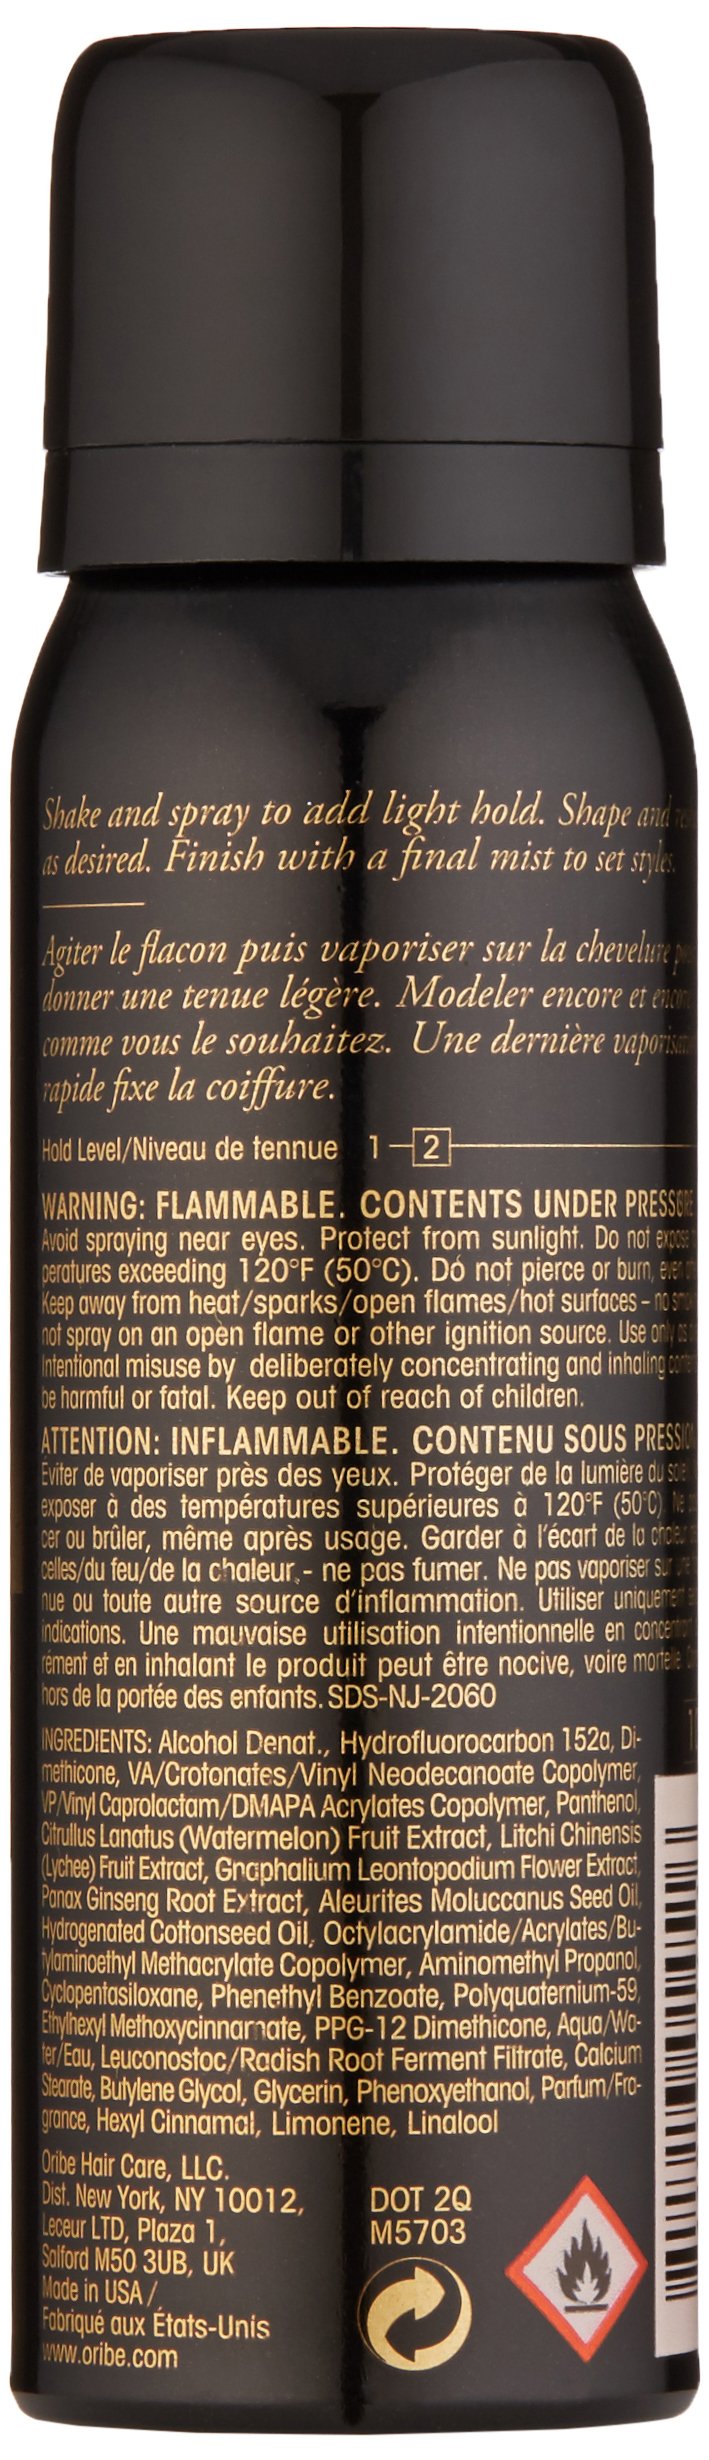 Shake and spray to add light hold. Shape and
as desired. Finish with a final mist to set styles.
Agiter le flacon puis vaporiser sur la chevelure
donner une tenue légère. Modeler encore et encore
comme vous le souhaitez. Une dernière
rapide fixe la coiffure.
Hold Level/Niveau de tennue 1 2
WARNING: FLAMMABLE. CONTENTS UNDER PRESSURE
Avoid spraying near eyes. Protect from sunlight. Do not expose
peratures exceeding 120°F (50°C). Do not pierce or burn, even
Keep away from heat/sparks/open flames/hot surfaces - no
not spray on an open flame or other ignition source. Use only as
Intentional misuse by deliberately concentrating and inhaling
be harmful or fatal. Keep out of reach of children.
ATTENTION: INFLAMMABLE. CONTENU SOUS PRESSION
Éviter de vaporiser près des yeux. Protéger de la lumière du
exposer à des températures supérieures à 120°F (50°C). Ne
cer ou brûler, même après usage. Garder à l'écart de la
celles/du feu/de la chaleur.- ne pas fumer. Ne pas vaporiser sur une
nue ou toute autre source d'inflammation. Utiliser uniquement
indications. Une mauvaise utilisation intentionnelle en
rément et en inhalant le produit peut être nocive, voire mortelle.
hors de la portée des enfants. SDS-NJ-2060
INGREDIENTS: Alcohol Denat., Hydrofluorocarbon 152a, Di-
methicone, VA/Crotonates/Vinyl Neodecanoate Copolymer,
VP/Vinyl Caprolactam/DMAPA Acrylates Copolymer, Panthenol,
Citrullus Lanatus (Watermelon) Fruit Extract, Litchi Chinensis
(Lychee) Fruit Extract, Gnaphalium Leontopodium Flower Extract,
Panax Ginseng Root Extract, Aleurites Moluccanus Seed Oil,
Hydrogenated Cottonseed Oil, Octylacrylamide/Acrylates/Bu-
tylaminoethyl Methacrylate Copolymer, Aminomethyl Propanol,
Cyclopentasiloxane, Phenethyl Benzoate, Polyquaternium-59,
Ethylhexyl Methoxycinnamate, PPG-12 Dimethicone, Aqua/Wa-
ter/Eau, Leuconostoc/Radish Root Ferment Filtrate, Calcium
Stearate, Butylene Glycol, Glycerin, Phenoxyethanol, Parfum/Fra-
grance, Hexyl Cinnamal, Limonene, Linalool
Oribe Hair Care, LLC.
Dist. New York, NY 10012,
Leceur LTD, Plaza 1,
Salford M50 3UB, UK
Made in USA /
Fabriqué aux États-Unis
www.oribe.com
DOT 2Q
M5703